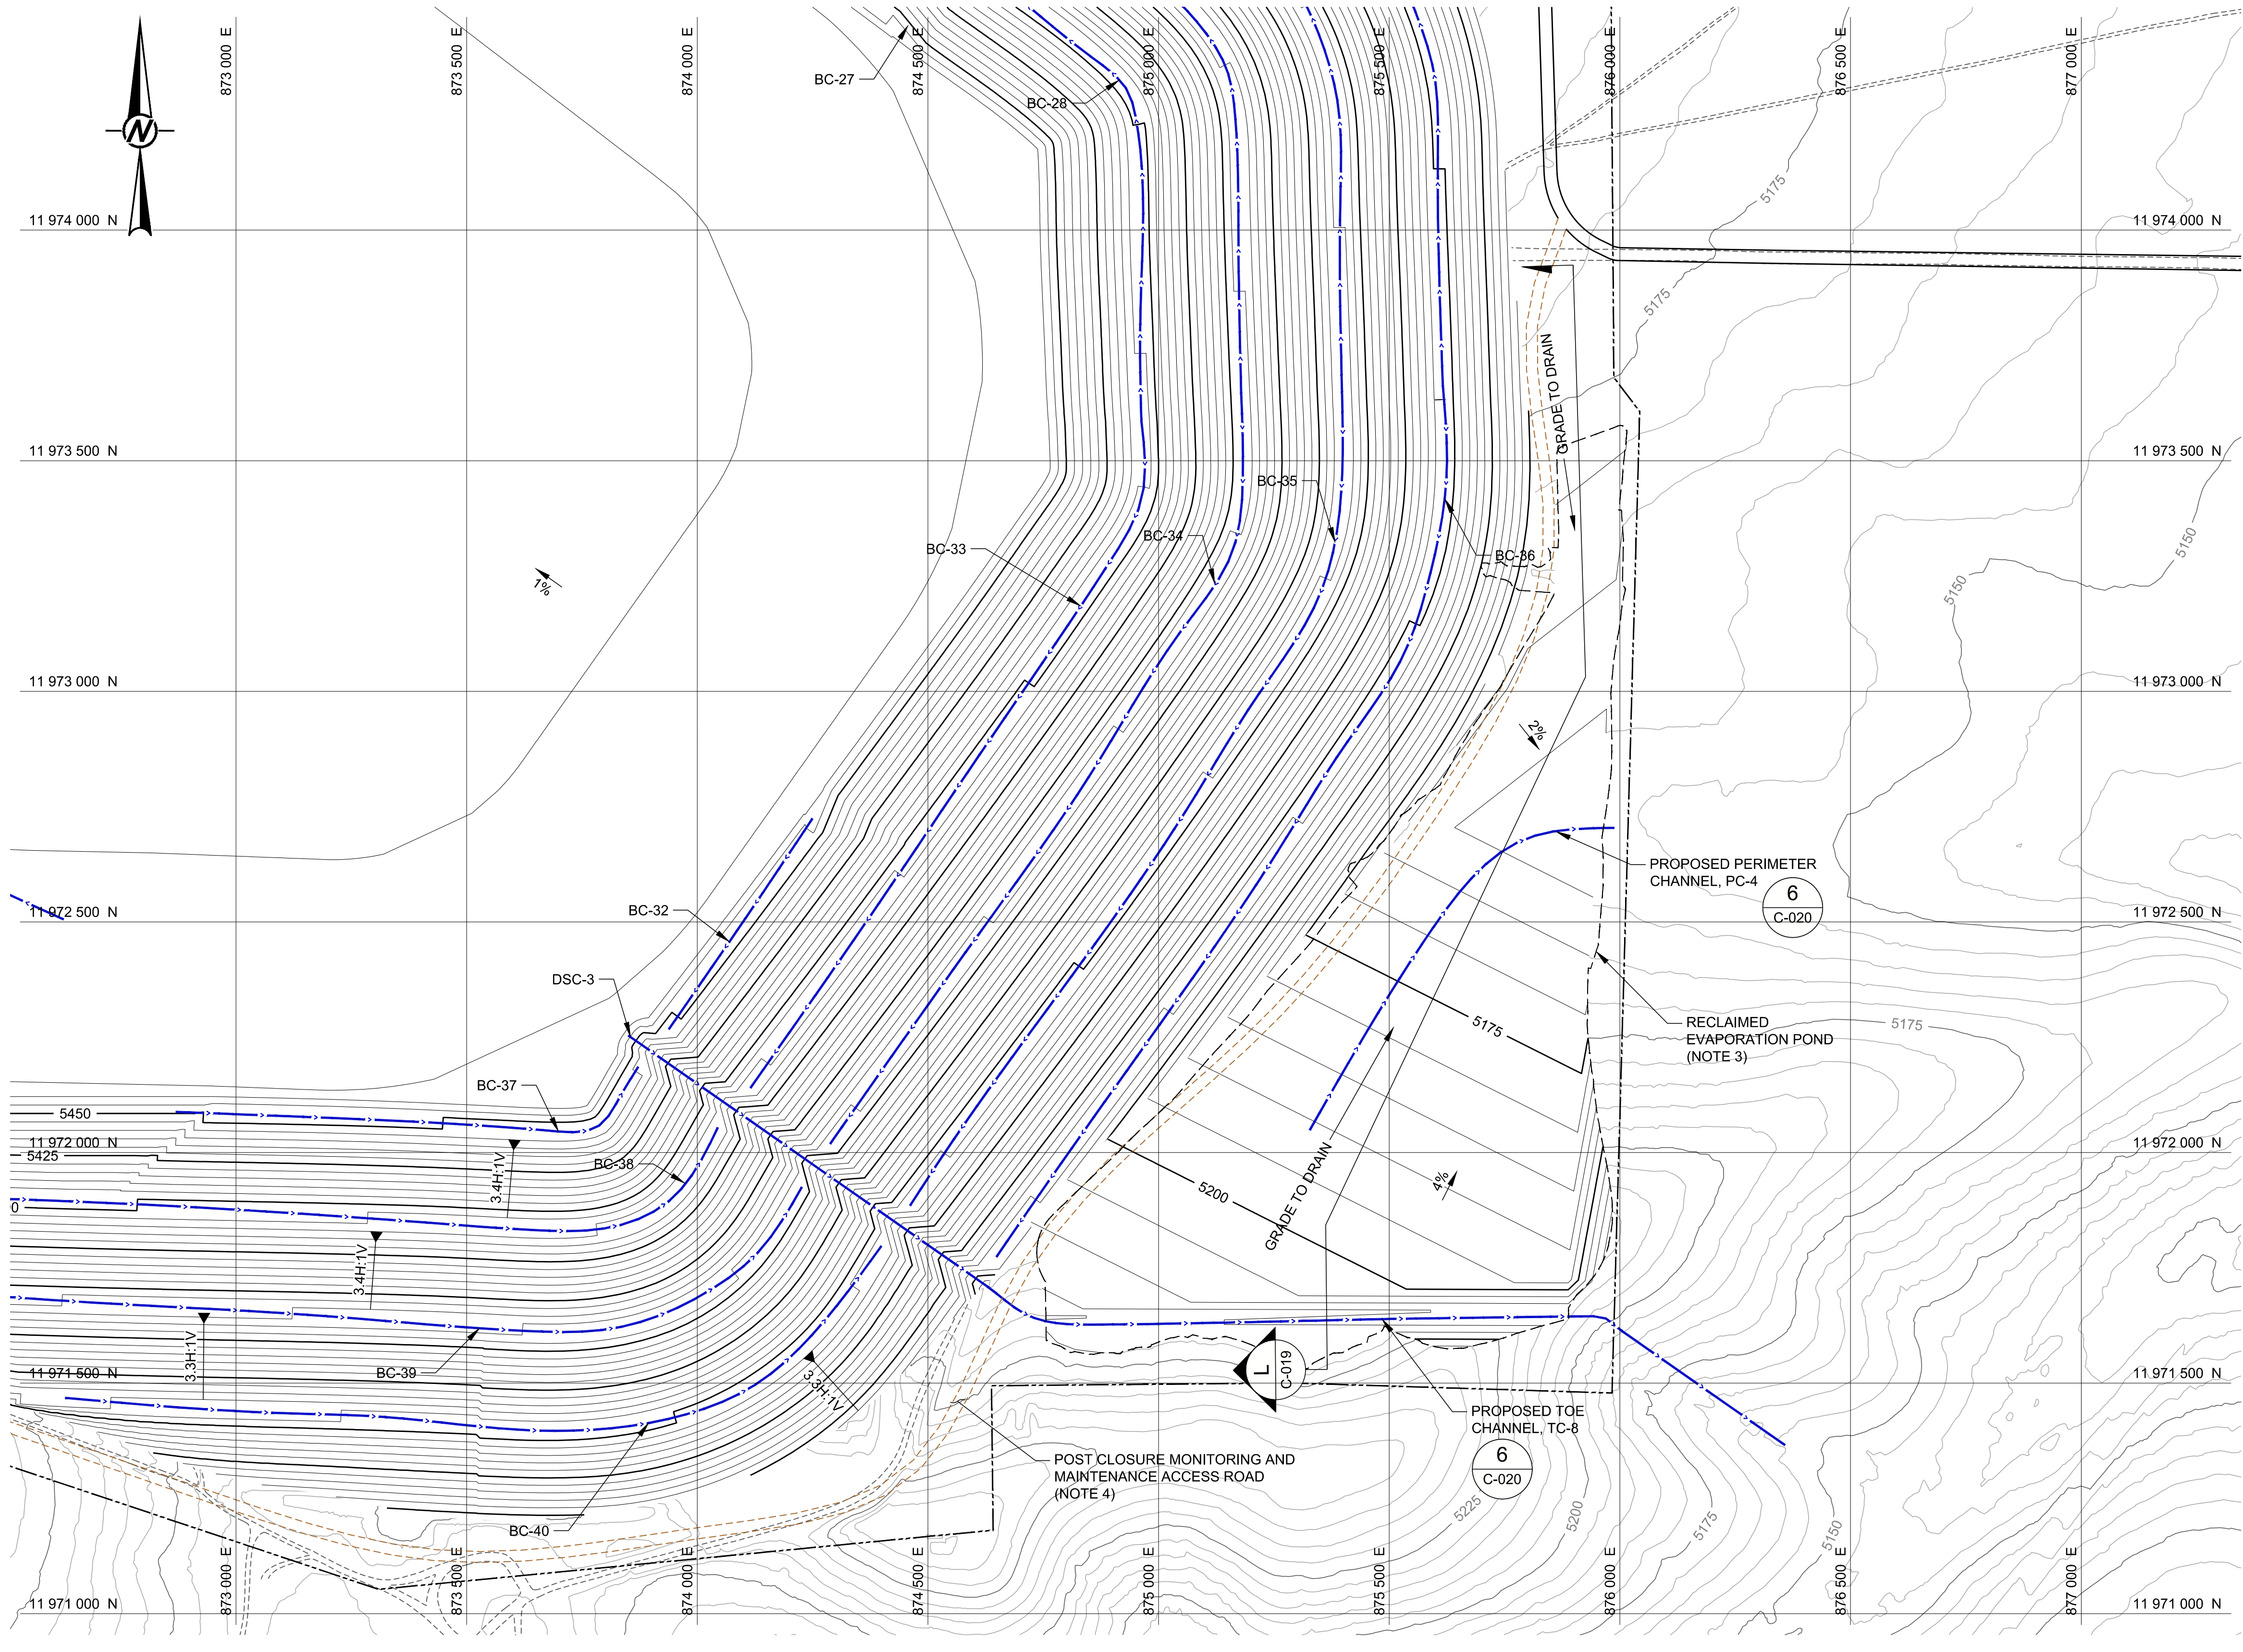 873 000 E
873 500 E
874 000 E
874 500 E
875 000 E
875 500 E
876 000 E
876 500 E
877 000 E
N
BC-27
BC-28
5175
11 974 000 N
11 974 000 N
5175
GRADE TO DRAIN
11 973 500 N
11 973 500 N
BC-35
BC-34
BC-33
BC-36
5150
5150
1%
11 973 000 N
11 973 000 N
2%
PROPOSED PERIMETER
CHANNEL, PC-4
6
C-020
BC-32
11 972 500 N
11 972 500 N
DSC-3
5175
RECLAIMED
EVAPORATION POND
(NOTE 3)
5175
BC-37
5450
11 972 000 N
11 972 000 N
5425
3.4H:1V
BC-38
5200
4%
GRADE TO DRAIN
0
3.4H:1V
3.3H:1V
BC-39
11 971 500 N
11 971 500 N
3.3H:1V
L
C-019
PROPOSED TOE
CHANNEL, TC-8
6
C-020
POST CLOSURE MONITORING AND
MAINTENANCE ACCESS ROAD
(NOTE 4)
5225
5200
5175
5150
BC-40
873 000 E
873 500 E
874 000 E
874 500 E
875 000 E
875 500 E
876 000 E
876 500 E
877 000 E
11 971 000 N
11 971 000 N